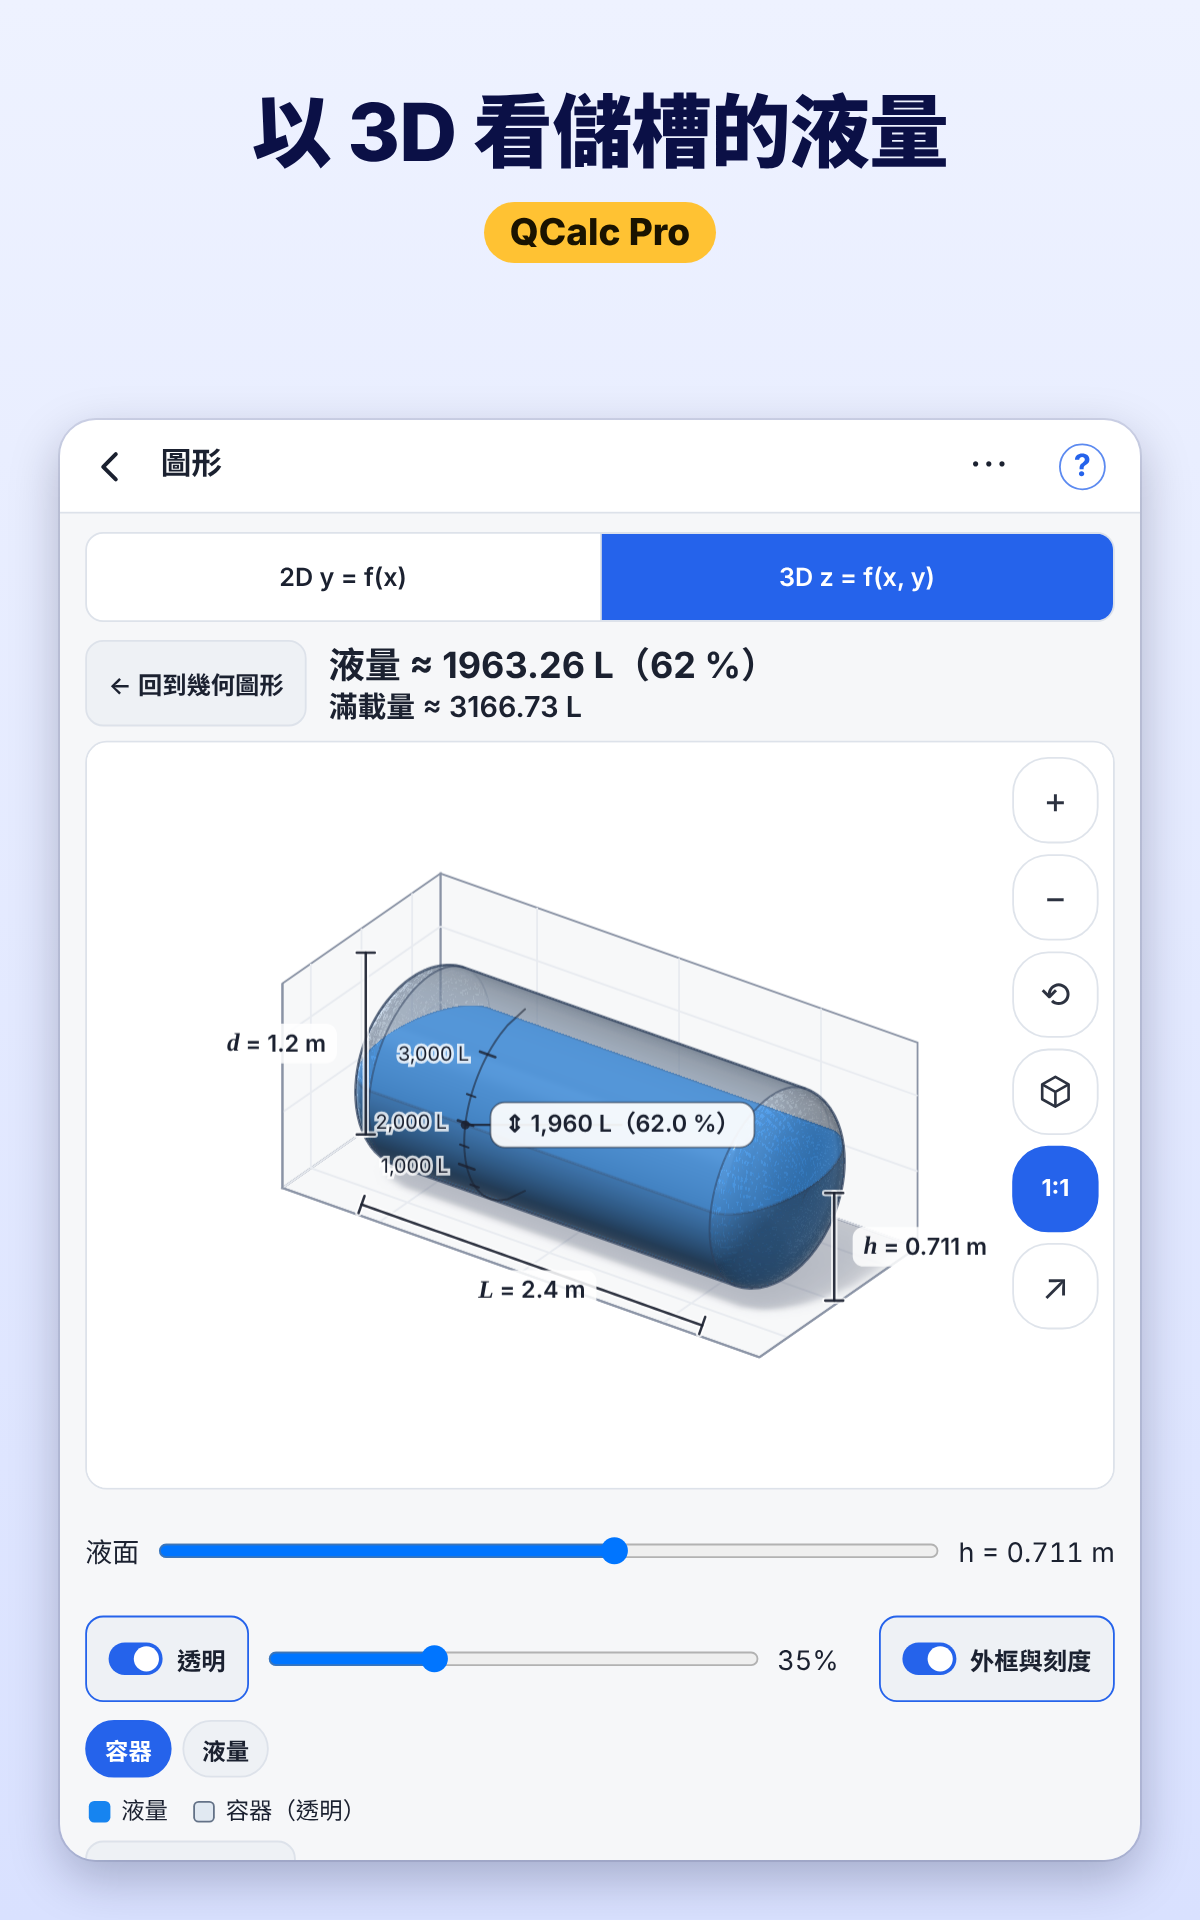 以 3D 看儲槽的液量
QCalc Pro
圖形
?
2D y = f(x)
3D z = f(x, y)
← 回到幾何圖形
液量 ≈ 1963.26 L（62 %）
滿載量 ≈ 3166.73 L
+
−
d = 1.2 m
3,000 L
2,000 L
⇕ 1,960 L（62.0 %）
1,000 L
1:1
h = 0.711 m
L = 2.4 m
液面
h = 0.711 m
透明
35%
外框與刻度
容器
液量
液量
容器（透明）